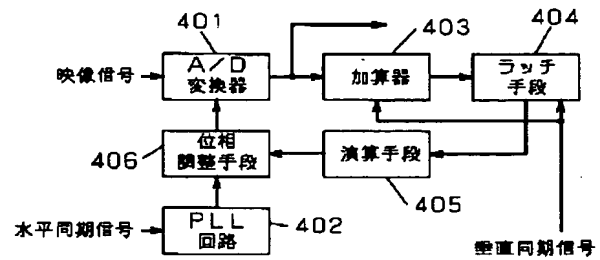 401
403
404
映像信号
A/D
変換器
加算器
ラッチ
手段
406
位相
調整手段
演算手段
405
水平同期信号
PLL
回路
402
垂直同期信号